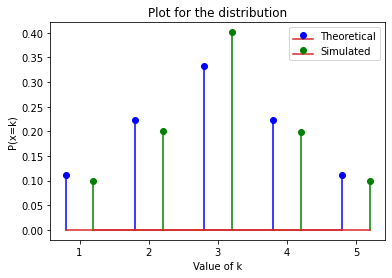 Plot for the distribution
Theoretical
Simulated
P(x=k)
0.40
0.35
0.30
0.25
0.20
0.15
0.10
0.05
0.00
1 2 3 4 5
Value of k